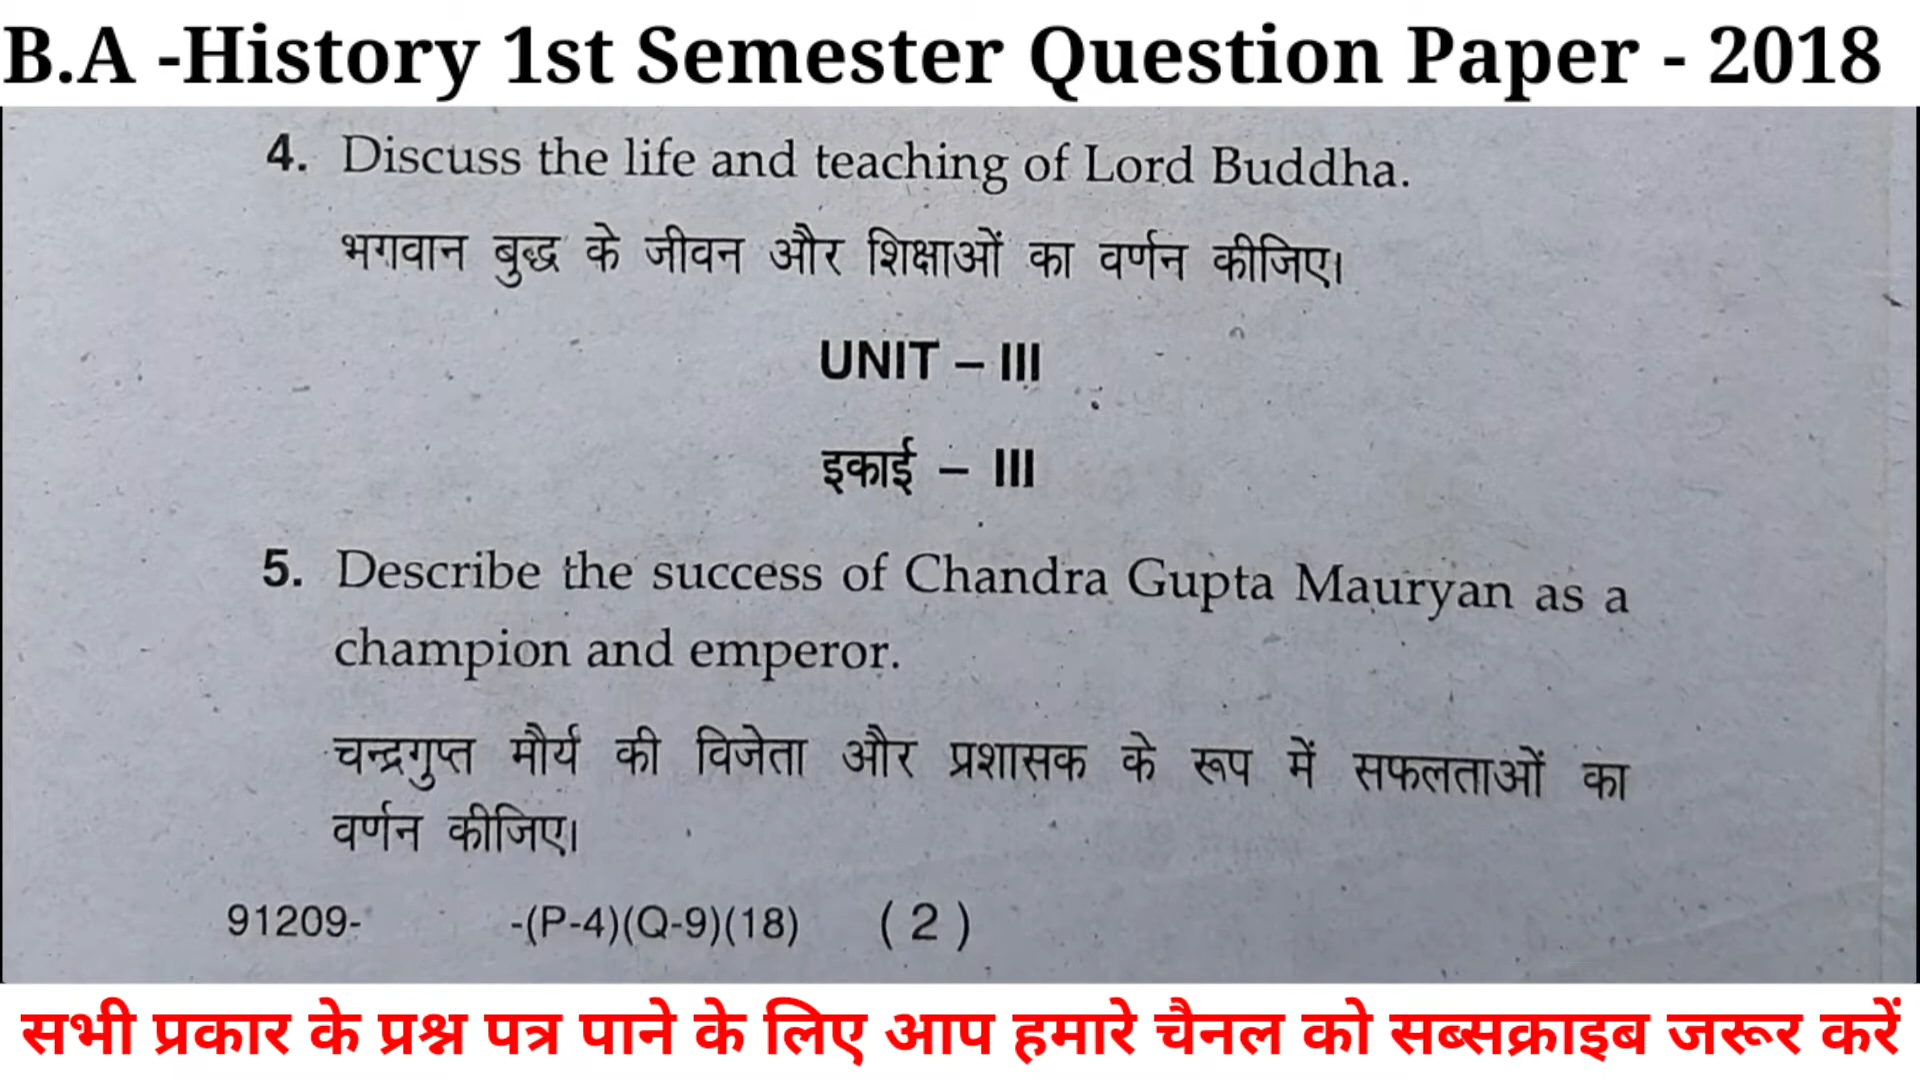 B.A -History 1st Semester Question Paper - 2018
4. Discuss the life and teaching of Lord Buddha.
भगवान बुद्ध के जीवन और शिक्षाओं का वर्णन कीजिए।
UNIT – III
इकाई – III
5. Describe the success of Chandra Gupta Mauryan as a
champion and emperor.
चन्द्रगुप्त मौर्य की विजेता और प्रशासक के रूप में सफलताओं का
वर्णन कीजिए।
91209- -(P-4)(Q-9)(18) ( 2 )
सभी प्रकार के प्रश्न पत्र पाने के लिए आप हमारे चैनल को सब्सक्राइब जरूर करें